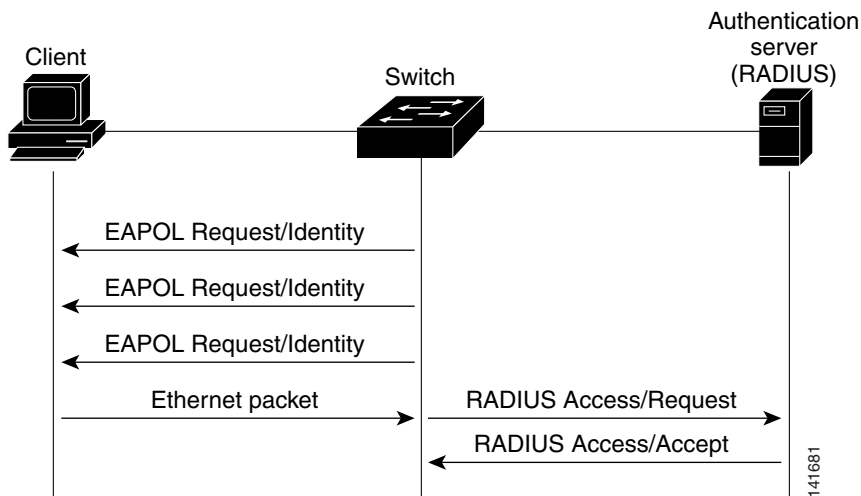 Client
Switch
Authentication
server
(RADIUS)
EAPOL Request/Identity
EAPOL Request/Identity
EAPOL Request/Identity
Ethernet packet
RADIUS Access/Request
RADIUS Access/Accept
141681